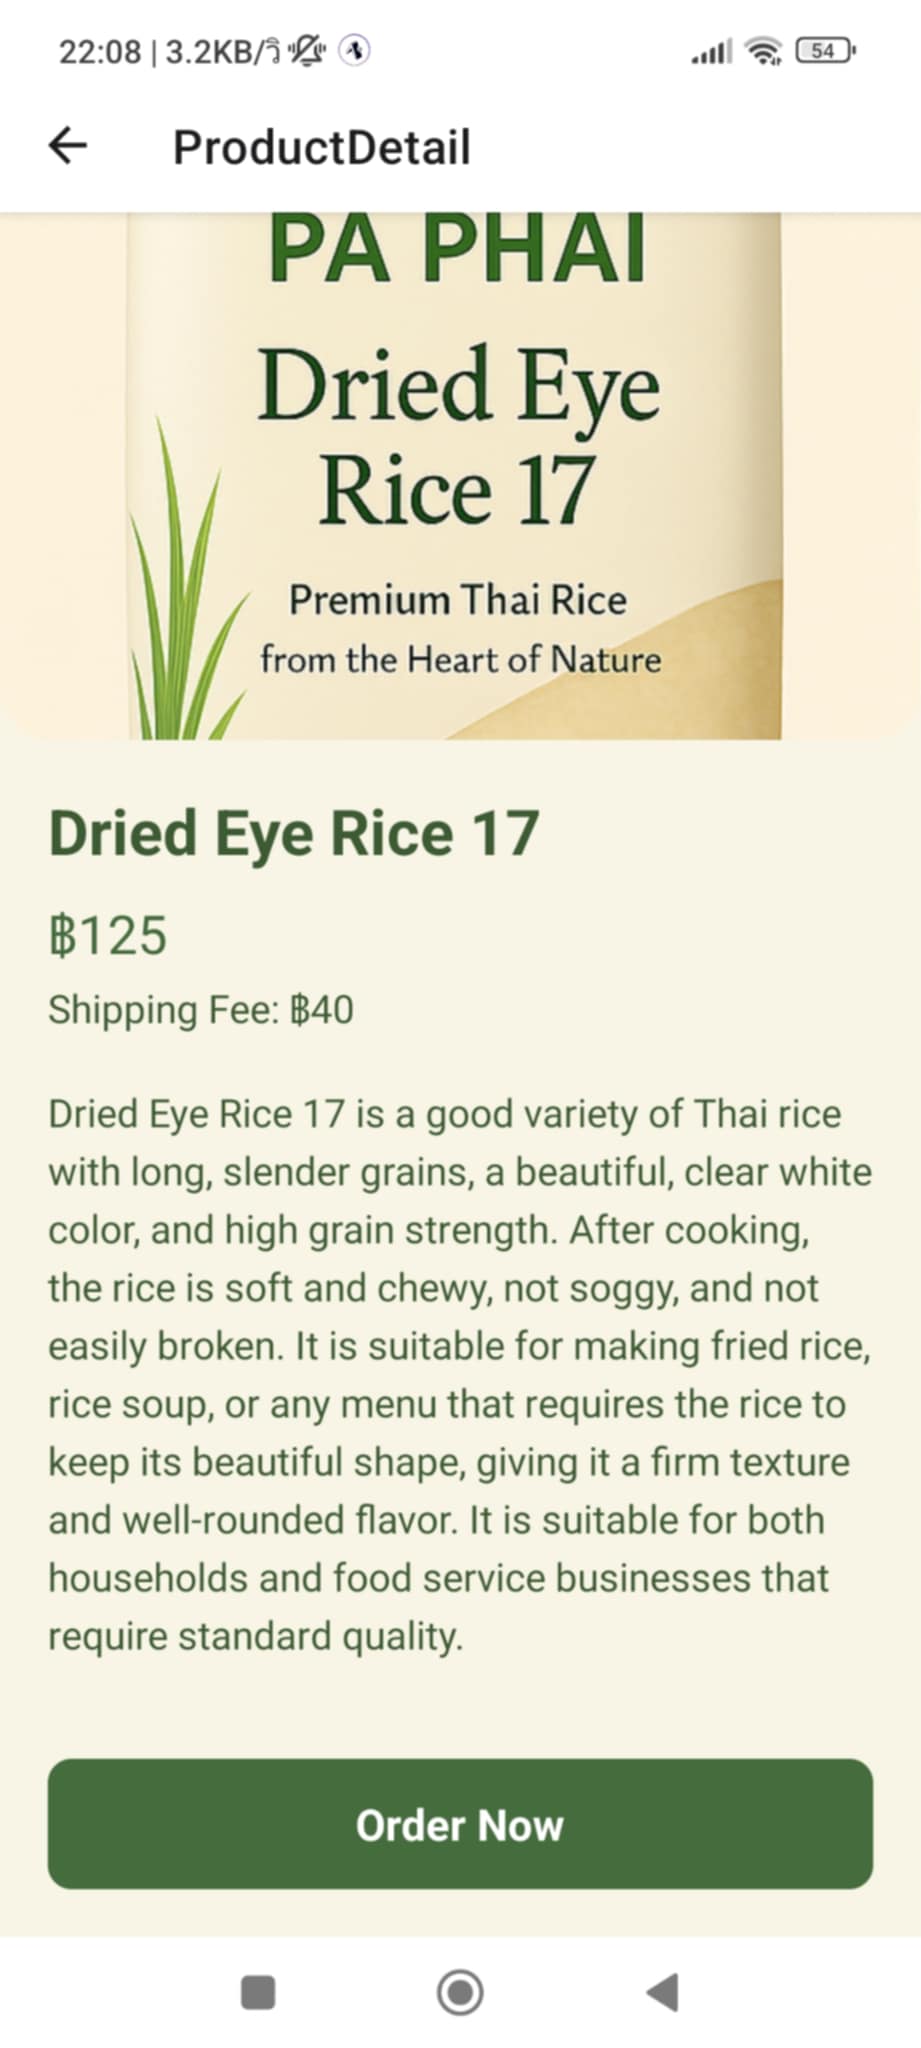 22:08 | 3.2KB/วิ
54
ProductDetail
PA PHAI
Dried Eye
Rice 17
Premium Thai Rice
from the Heart of Nature
Dried Eye Rice 17
฿125
Shipping Fee: ฿40
Dried Eye Rice 17 is a good variety of Thai rice
with long, slender grains, a beautiful, clear white
color, and high grain strength. After cooking,
the rice is soft and chewy, not soggy, and not
easily broken. It is suitable for making fried rice,
rice soup, or any menu that requires the rice to
keep its beautiful shape, giving it a firm texture
and well-rounded flavor. It is suitable for both
households and food service businesses that
require standard quality.
Order Now